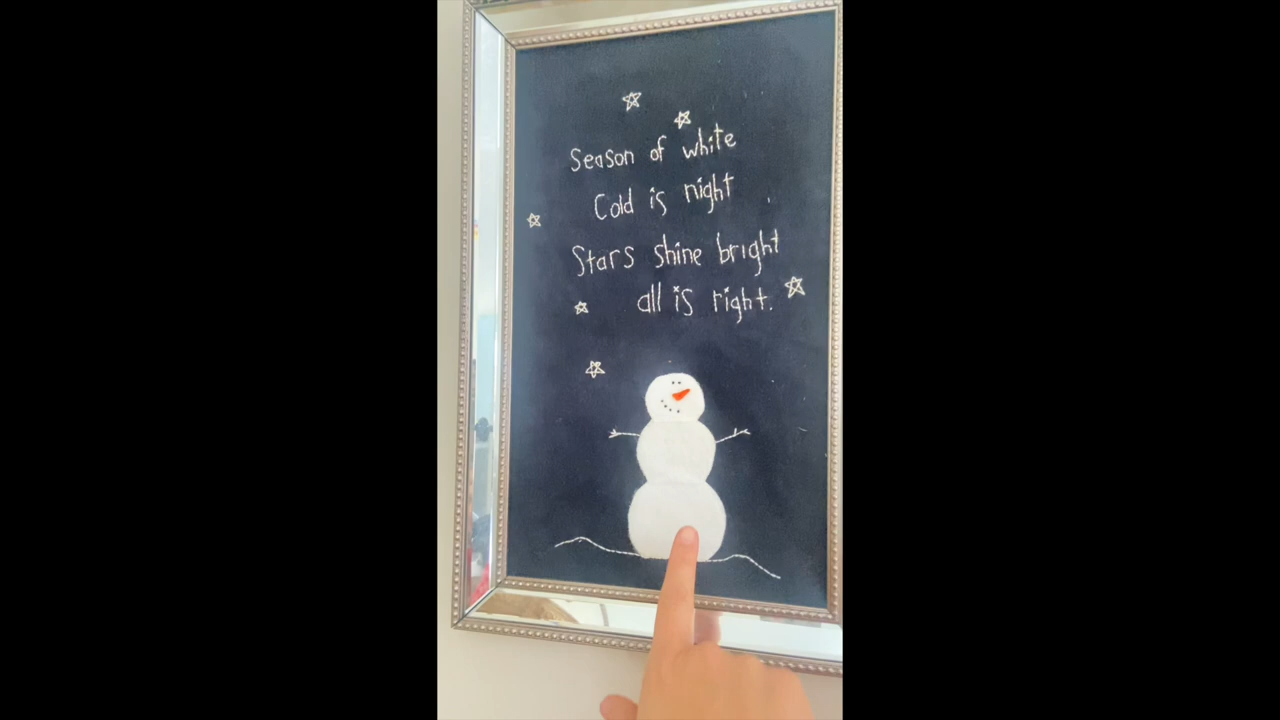 Season of white
Cold is night
Stars shine bright
all is right.